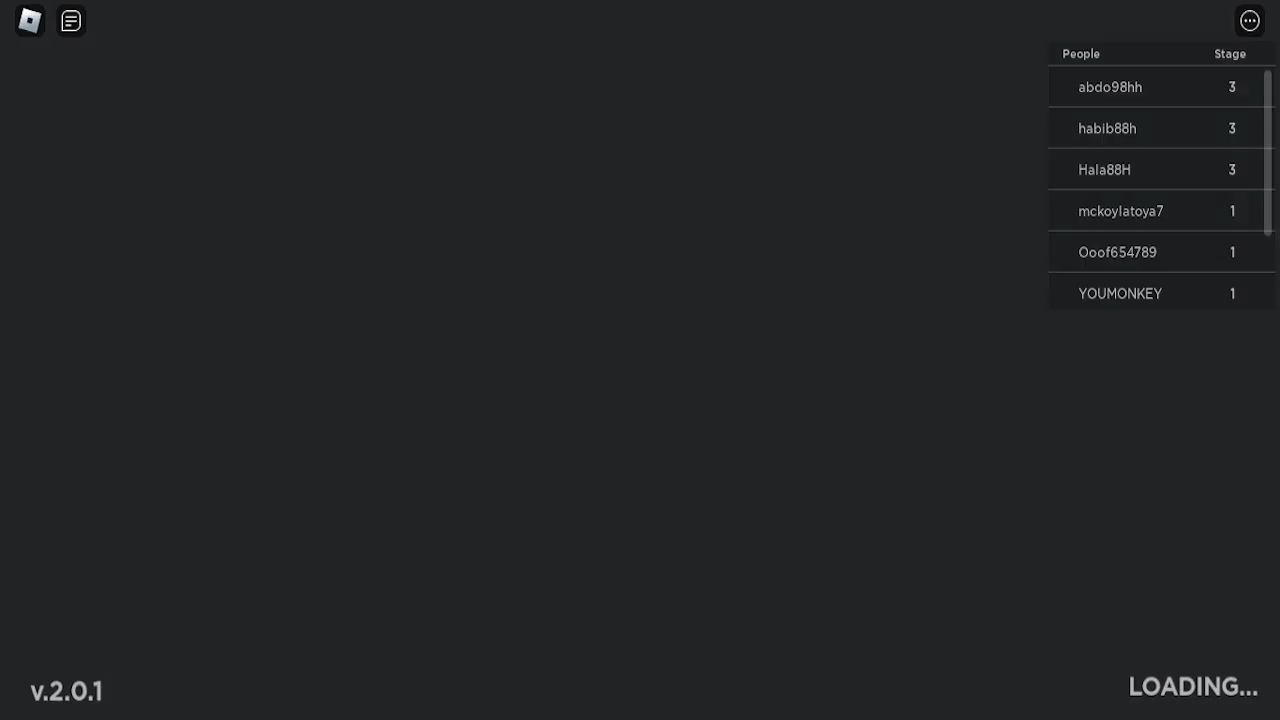 People Stage
abdo98hh 3
habib88h 3
Hala88H 3
mckoylatoya7 1
Ooof654789 1
YOUMONKEY 1
v.2.0.1
LOADING...